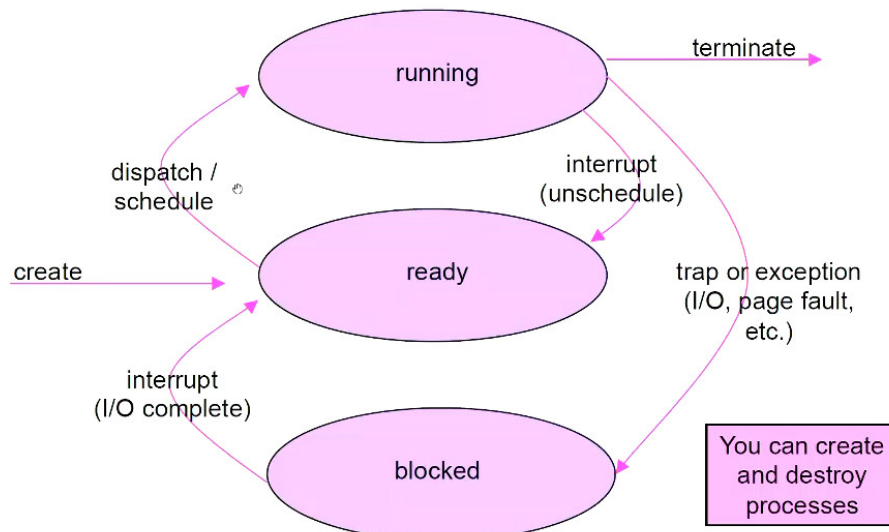 running
terminate
dispatch /
schedule
interrupt
(unschedule)
create
ready
trap or exception
(I/O, page fault,
etc.)
interrupt
(I/O complete)
blocked
You can create
and destroy
processes